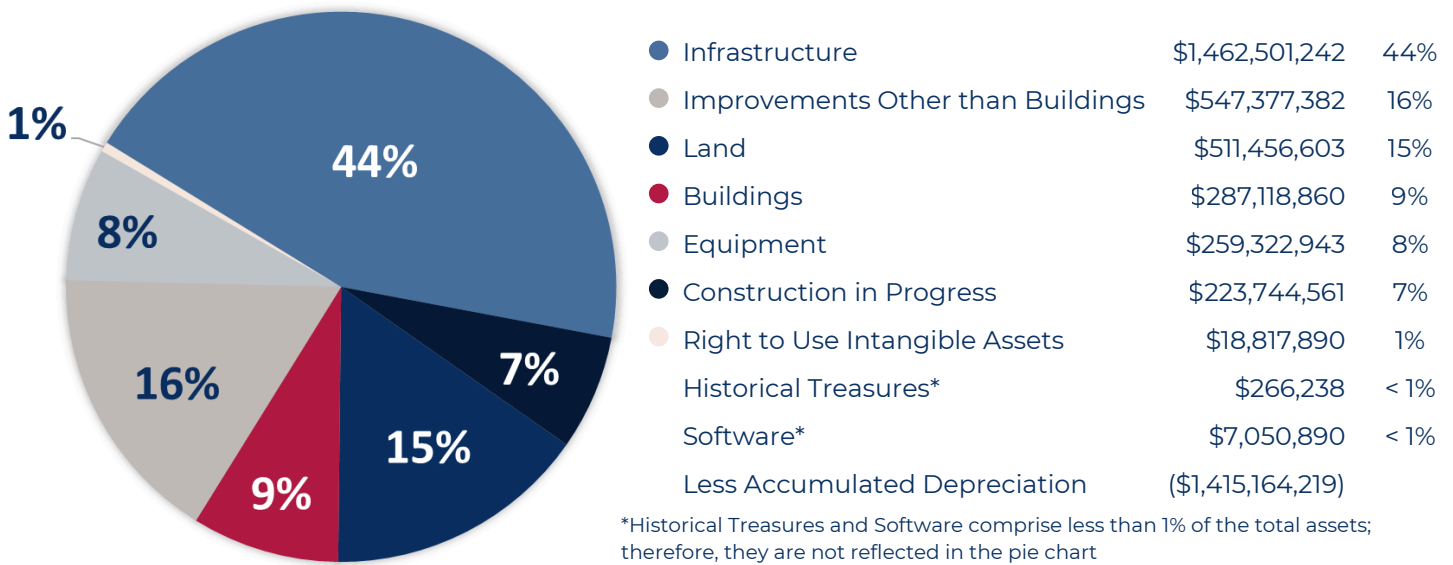 1%
44%
8%
7%
16%
15%
9%
Infrastructure $1,462,501,242 44%
Improvements Other than Buildings $547,377,382 16%
Land $511,456,603 15%
Buildings $287,118,860 9%
Equipment $259,322,943 8%
Construction in Progress $223,744,561 7%
Right to Use Intangible Assets $18,817,890 1%
Historical Treasures* $266,238 < 1%
Software* $7,050,890 < 1%
Less Accumulated Depreciation ($1,415,164,219)
*Historical Treasures and Software comprise less than 1% of the total assets;
therefore, they are not reflected in the pie chart